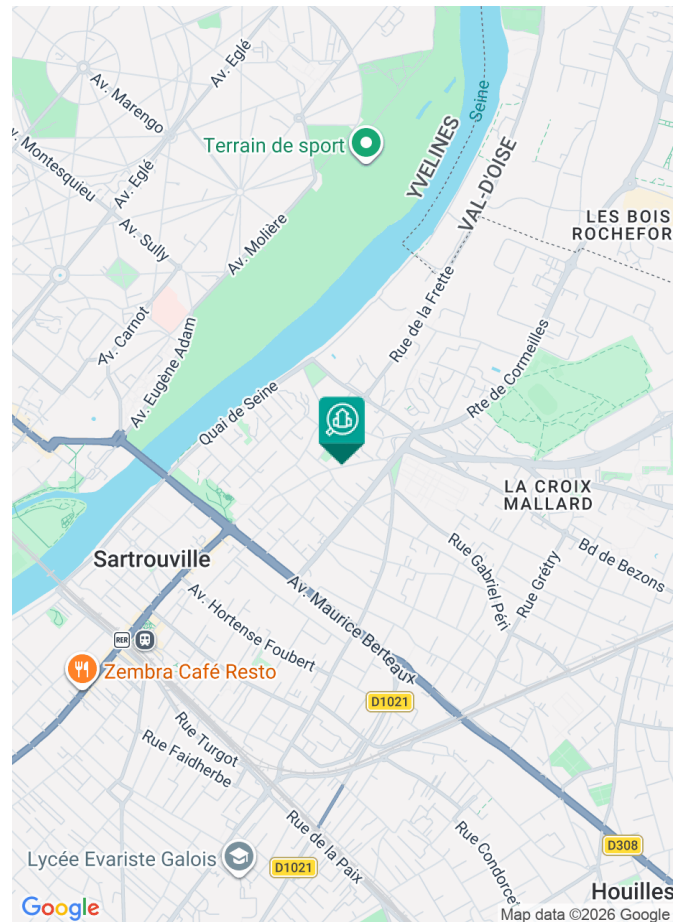 Av. Eglé
Av. Marengo
Seine
Terrain de sport
YVELINES
VAL-D'OISE
Av. Montesquieu
Av. Eglé
LES BOIS
ROCHEFOR
Av. Sully
Av. Molière
Rue de la Frette
Av. Carnot
Rte de Cormeilles
Av. Eugène Adam
Quai de Seine
LA CROIX
MALLARD
Sartrouville
Rue Gabriel Péri
Rue Grétry
Bd de Bezons
Av. Maurice Berteaux
Av. Hortense Foubert
RER
Zembra Café Resto
D1021
Rue Turgot
Rue Faidherbe
Rue de la Paix
Rue Condorcet
D308
Lycée Evariste Galois
D1021
Houilles
Google
Map data ©2026 Google